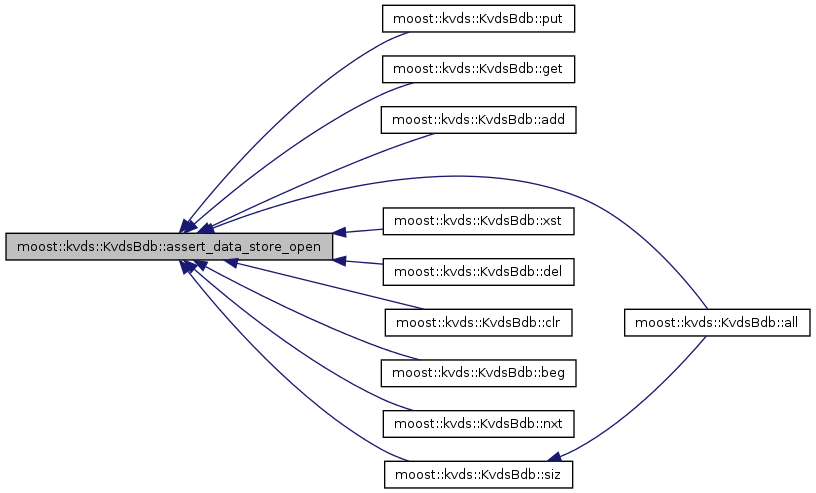 moost::kvds::KvdsBdb::put
moost::kvds::KvdsBdb::get
moost::kvds::KvdsBdb::add
moost::kvds::KvdsBdb::xst
moost::kvds::KvdsBdb::assert_data_store_open
moost::kvds::KvdsBdb::del
moost::kvds::KvdsBdb::clr
moost::kvds::KvdsBdb::all
moost::kvds::KvdsBdb::beg
moost::kvds::KvdsBdb::nxt
moost::kvds::KvdsBdb::siz